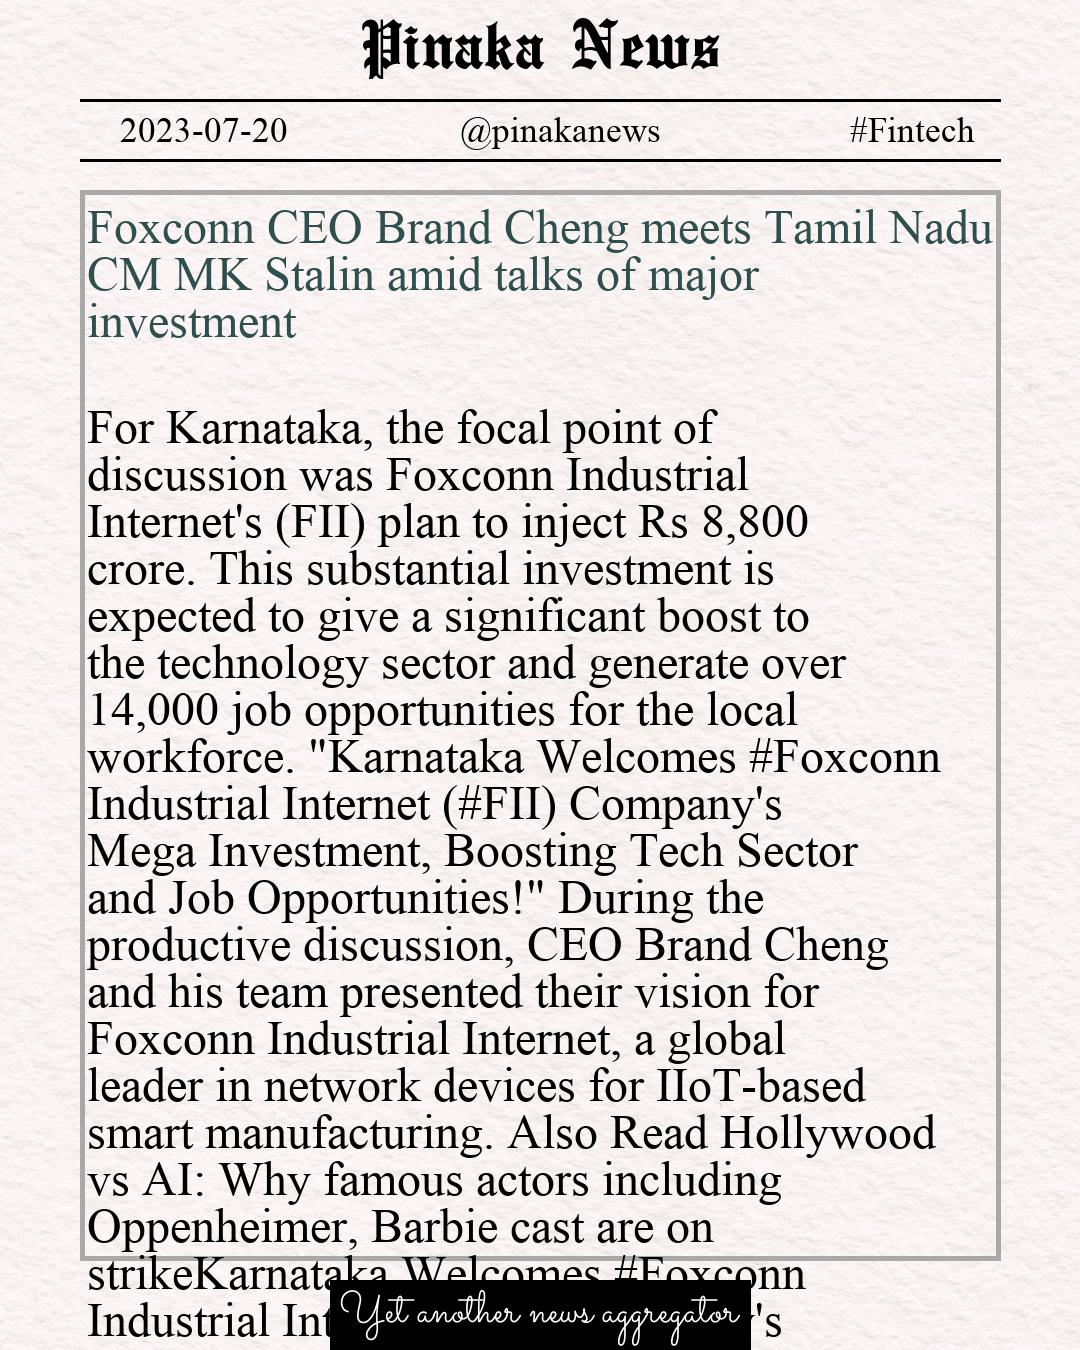 Pinaka News
2023-07-20 @pinakanews #Fintech
Foxconn CEO Brand Cheng meets Tamil Nadu
CM MK Stalin amid talks of major
investment
For Karnataka, the focal point of
discussion was Foxconn Industrial
Internet's (FII) plan to inject Rs 8,800
crore. This substantial investment is
expected to give a significant boost to
the technology sector and generate over
14,000 job opportunities for the local
workforce. "Karnataka Welcomes #Foxconn
Industrial Internet (#FII) Company's
Mega Investment, Boosting Tech Sector
and Job Opportunities!" During the
productive discussion, CEO Brand Cheng
and his team presented their vision for
Foxconn Industrial Internet, a global
leader in network devices for IIoT-based
smart manufacturing. Also Read Hollywood
vs AI: Why famous actors including
Oppenheimer, Barbie cast are on
strikeKarnataka Welcomes #Foxconn
Industrial
Yet another news aggregator